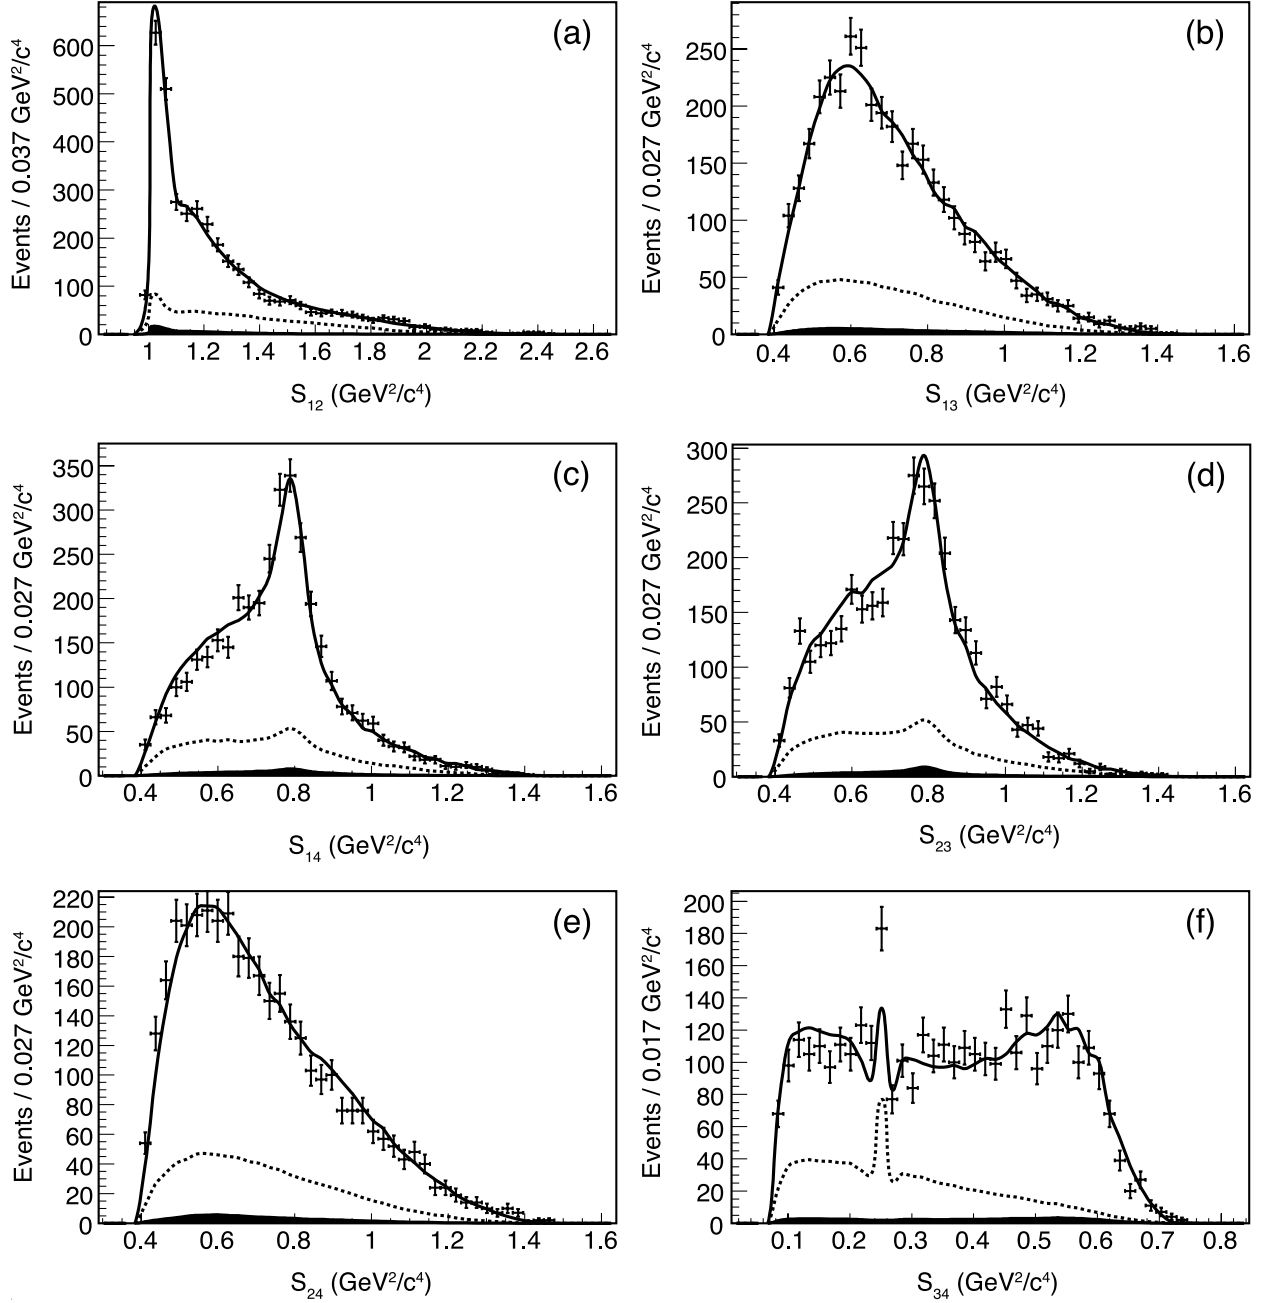 (a)
Events / 0.037 GeV²/c⁴
600
500
400
300
200
100
0
1 1.2 1.4 1.6 1.8 2 2.2 2.4 2.6
S₁₂ (GeV²/c⁴)
(b)
Events / 0.027 GeV²/c⁴
250
200
150
100
50
0
0.4 0.6 0.8 1 1.2 1.4 1.6
S₁₃ (GeV²/c⁴)
(c)
Events / 0.027 GeV²/c⁴
350
300
250
200
150
100
50
0
0.4 0.6 0.8 1 1.2 1.4 1.6
S₁₄ (GeV²/c⁴)
(d)
Events / 0.027 GeV²/c⁴
300
250
200
150
100
50
0
0.4 0.6 0.8 1 1.2 1.4 1.6
S₂₃ (GeV²/c⁴)
(e)
Events / 0.027 GeV²/c⁴
220
200
180
160
140
120
100
80
60
40
20
0
0.4 0.6 0.8 1 1.2 1.4 1.6
S₂₄ (GeV²/c⁴)
(f)
Events / 0.017 GeV²/c⁴
200
180
160
140
120
100
80
60
40
20
0
0.1 0.2 0.3 0.4 0.5 0.6 0.7 0.8
S₃₄ (GeV²/c⁴)